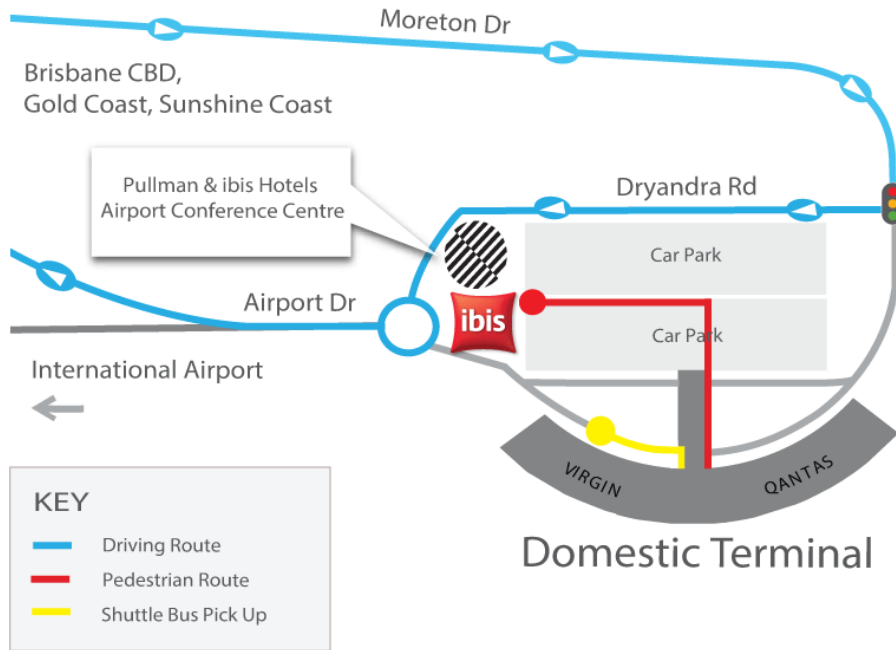 Moreton Dr
Brisbane CBD,
Gold Coast, Sunshine Coast
Pullman & ibis Hotels
Airport Conference Centre
Dryandra Rd
Car Park
Airport Dr
ibis
Car Park
International Airport
VIRGIN
QANTAS
Domestic Terminal
KEY
Driving Route
Pedestrian Route
Shuttle Bus Pick Up